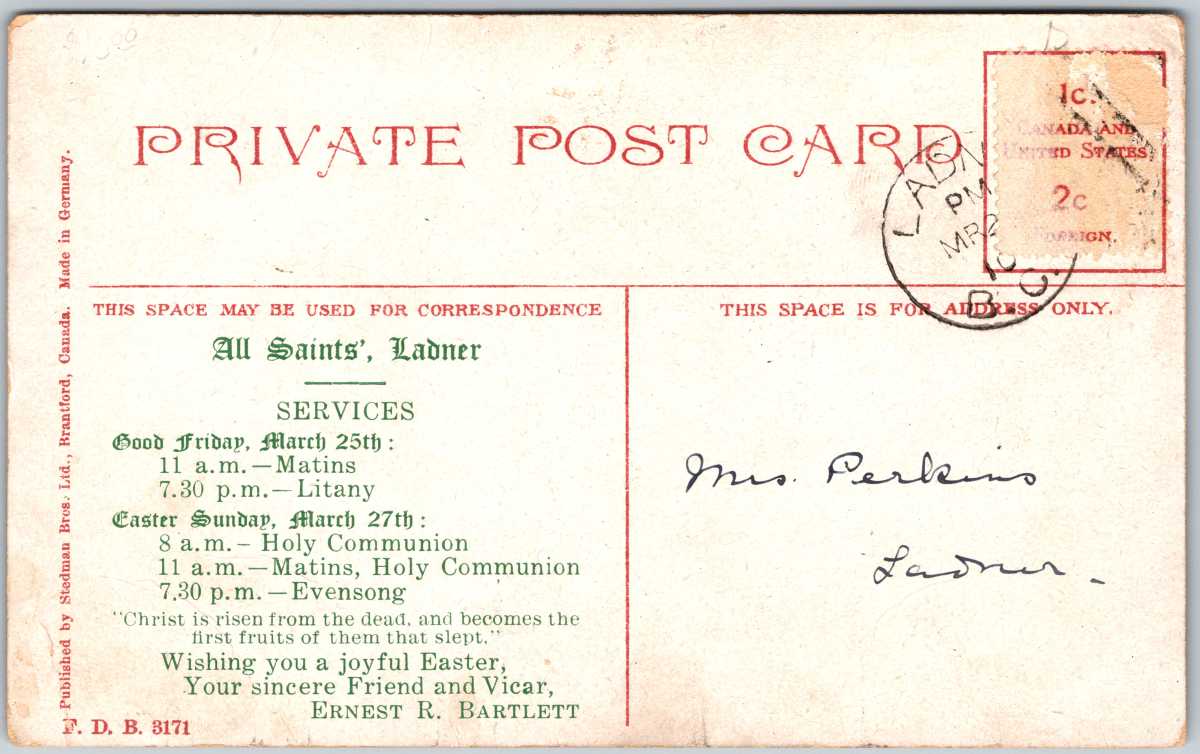 PRIVATE POST CARD
1c.
CANADA AND
UNITED STATES
2c
FOREIGN.
LADN
PM
MR 2
10
B.C.
THIS SPACE MAY BE USED FOR CORRESPONDENCE
All Saints', Ladner
SERVICES
Good Friday, March 25th:
11 a.m.—Matins
7.30 p.m.—Litany
Easter Sunday, March 27th:
8 a.m.– Holy Communion
11 a.m.—Matins, Holy Communion
7.30 p.m.—Evensong
"Christ is risen from the dead, and becomes the
first fruits of them that slept."
Wishing you a joyful Easter,
Your sincere Friend and Vicar,
ERNEST R. BARTLETT
THIS SPACE IS FOR ADDRESS ONLY.
Mrs. Perkins
Ladner.
Published by Stedman Bros. Ltd., Brantford, Canada. Made in Germany.
F. D. B. 3171